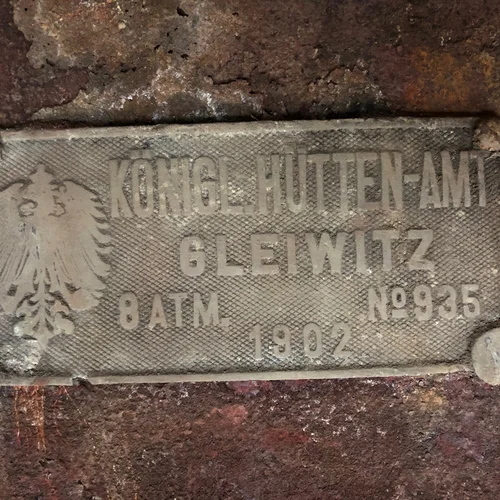 KÖNIGL. HÜTTEN-AMT
GLEIWITZ
8 ATM. No 935
1902